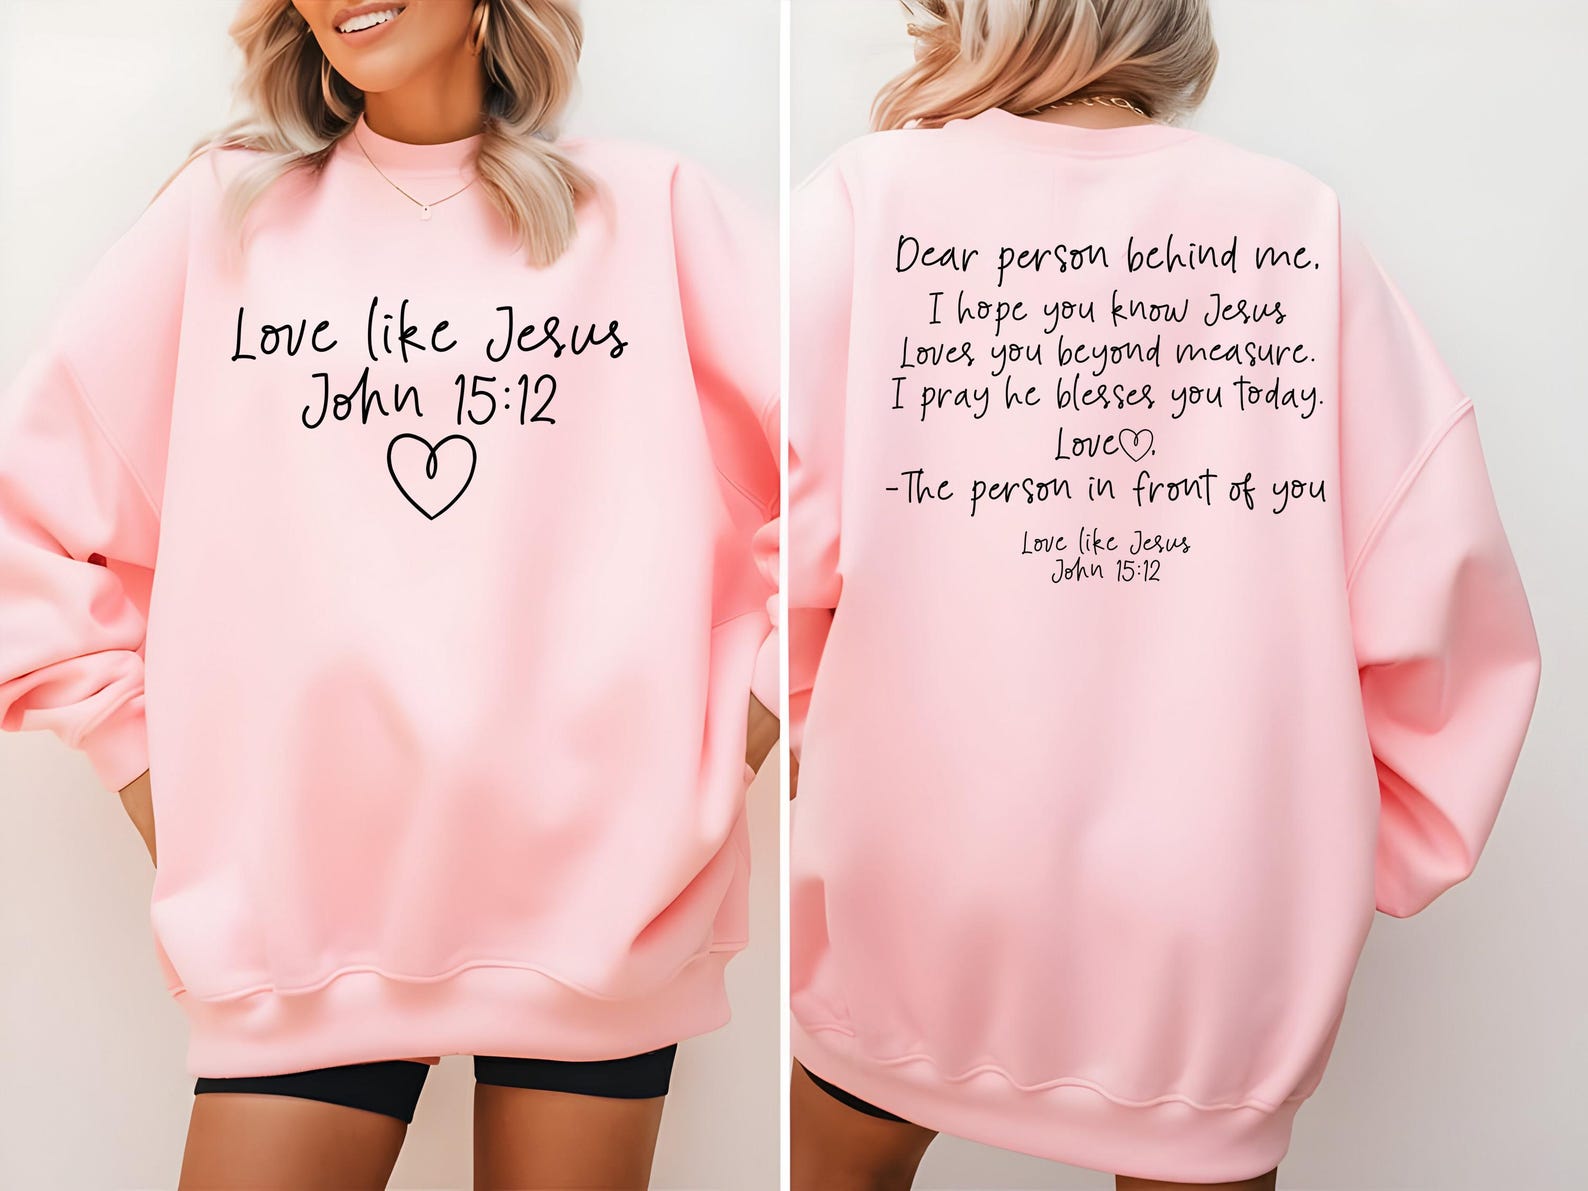 Love like Jesus
John 15:12
Dear person behind me,
I hope you know Jesus
Loves you beyond measure.
I pray he blesses you today.
Love♡,
-The person in front of you
Love like Jesus
John 15:12